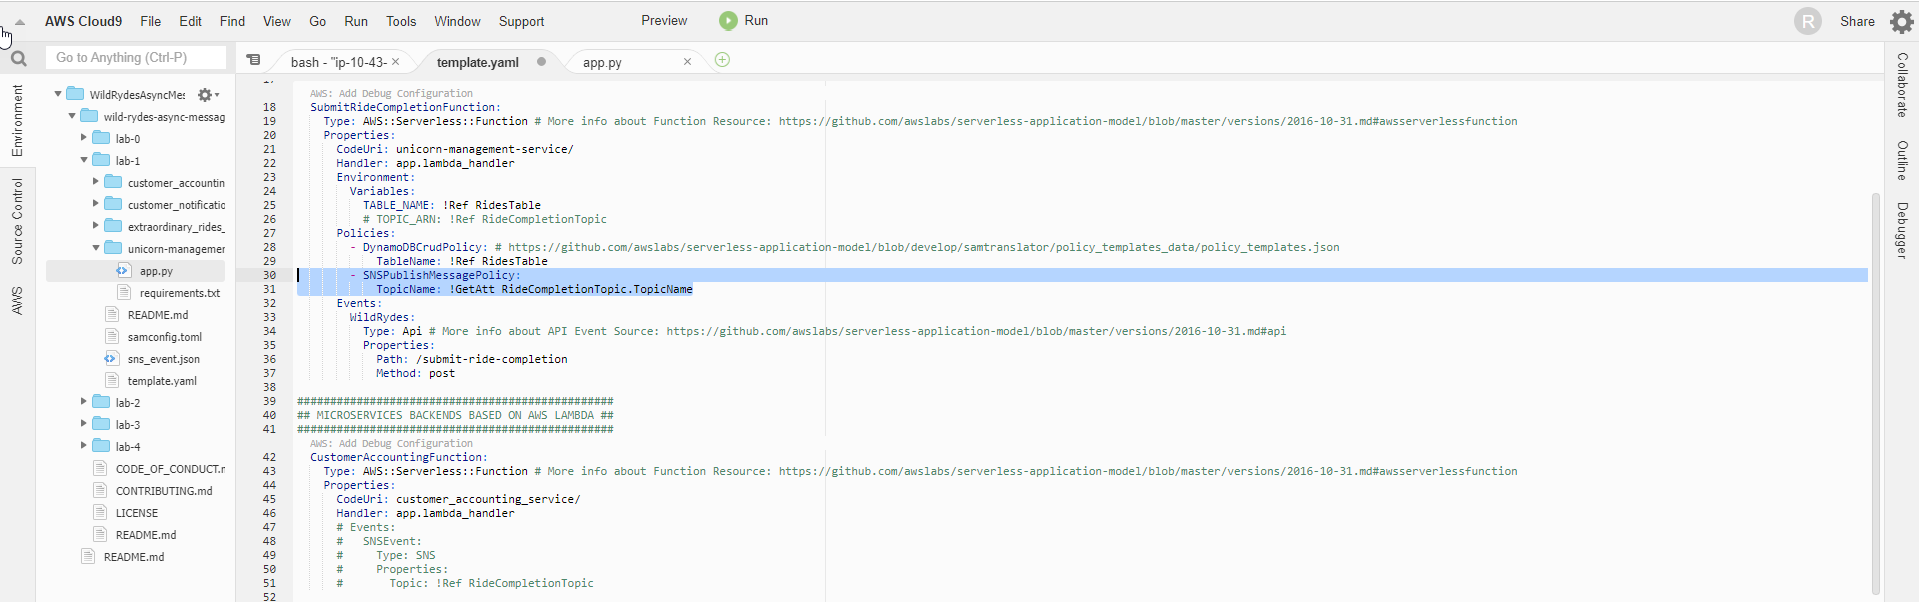 AWS Cloud9 File Edit Find View Go Run Tools Window Support Preview Run R Share
Go to Anything (Ctrl-P)
bash - "ip-10-43- × template.yaml app.py ×
Environment
Source Control
AWS
WildRydesAsyncMes
wild-rydes-async-messag
lab-0
lab-1
customer_accountin
customer_notificatio
extraordinary_rides_
unicorn-managemer
app.py
requirements.txt
README.md
samconfig.toml
sns_event.json
template.yaml
lab-2
lab-3
lab-4
CODE_OF_CONDUCT.m
CONTRIBUTING.md
LICENSE
README.md
README.md
AWS: Add Debug Configuration
18 SubmitRideCompletionFunction:
19 Type: AWS::Serverless::Function # More info about Function Resource: https://github.com/awslabs/serverless-application-model/blob/master/versions/2016-10-31.md#awsserverlessfunction
20 Properties:
21 CodeUri: unicorn-management-service/
22 Handler: app.lambda_handler
23 Environment:
24 Variables:
25 TABLE_NAME: !Ref RidesTable
26 # TOPIC_ARN: !Ref RideCompletionTopic
27 Policies:
28 - DynamoDBCrudPolicy: # https://github.com/awslabs/serverless-application-model/blob/develop/samtranslator/policy_templates_data/policy_templates.json
29 TableName: !Ref RidesTable
30 - SNSPublishMessagePolicy:
31 TopicName: !GetAtt RideCompletionTopic.TopicName
32 Events:
33 WildRydes:
34 Type: Api # More info about API Event Source: https://github.com/awslabs/serverless-application-model/blob/master/versions/2016-10-31.md#api
35 Properties:
36 Path: /submit-ride-completion
37 Method: post
38
39 ################################################
40 ## MICROSERVICES BACKENDS BASED ON AWS LAMBDA ##
41 ################################################
AWS: Add Debug Configuration
42 CustomerAccountingFunction:
43 Type: AWS::Serverless::Function # More info about Function Resource: https://github.com/awslabs/serverless-application-model/blob/master/versions/2016-10-31.md#awsserverlessfunction
44 Properties:
45 CodeUri: customer_accounting_service/
46 Handler: app.lambda_handler
47 # Events:
48 # SNSEvent:
49 # Type: SNS
50 # Properties:
51 # Topic: !Ref RideCompletionTopic
52
Collaborate
Outline
Debugger